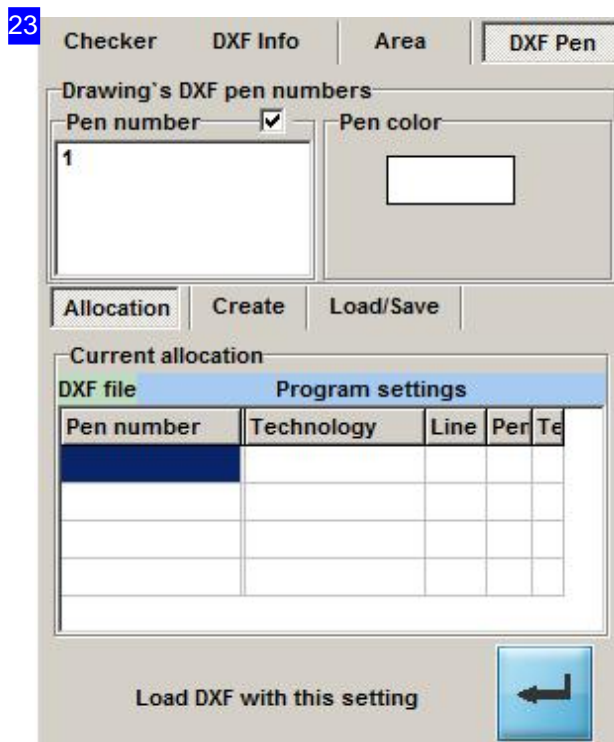 23
Checker DXF Info Area DXF Pen
Drawing`s DXF pen numbers
Pen number Pen color
1
Allocation Create Load/Save
Current allocation
DXF file Program settings
Pen number Technology Line Per Te
Load DXF with this setting